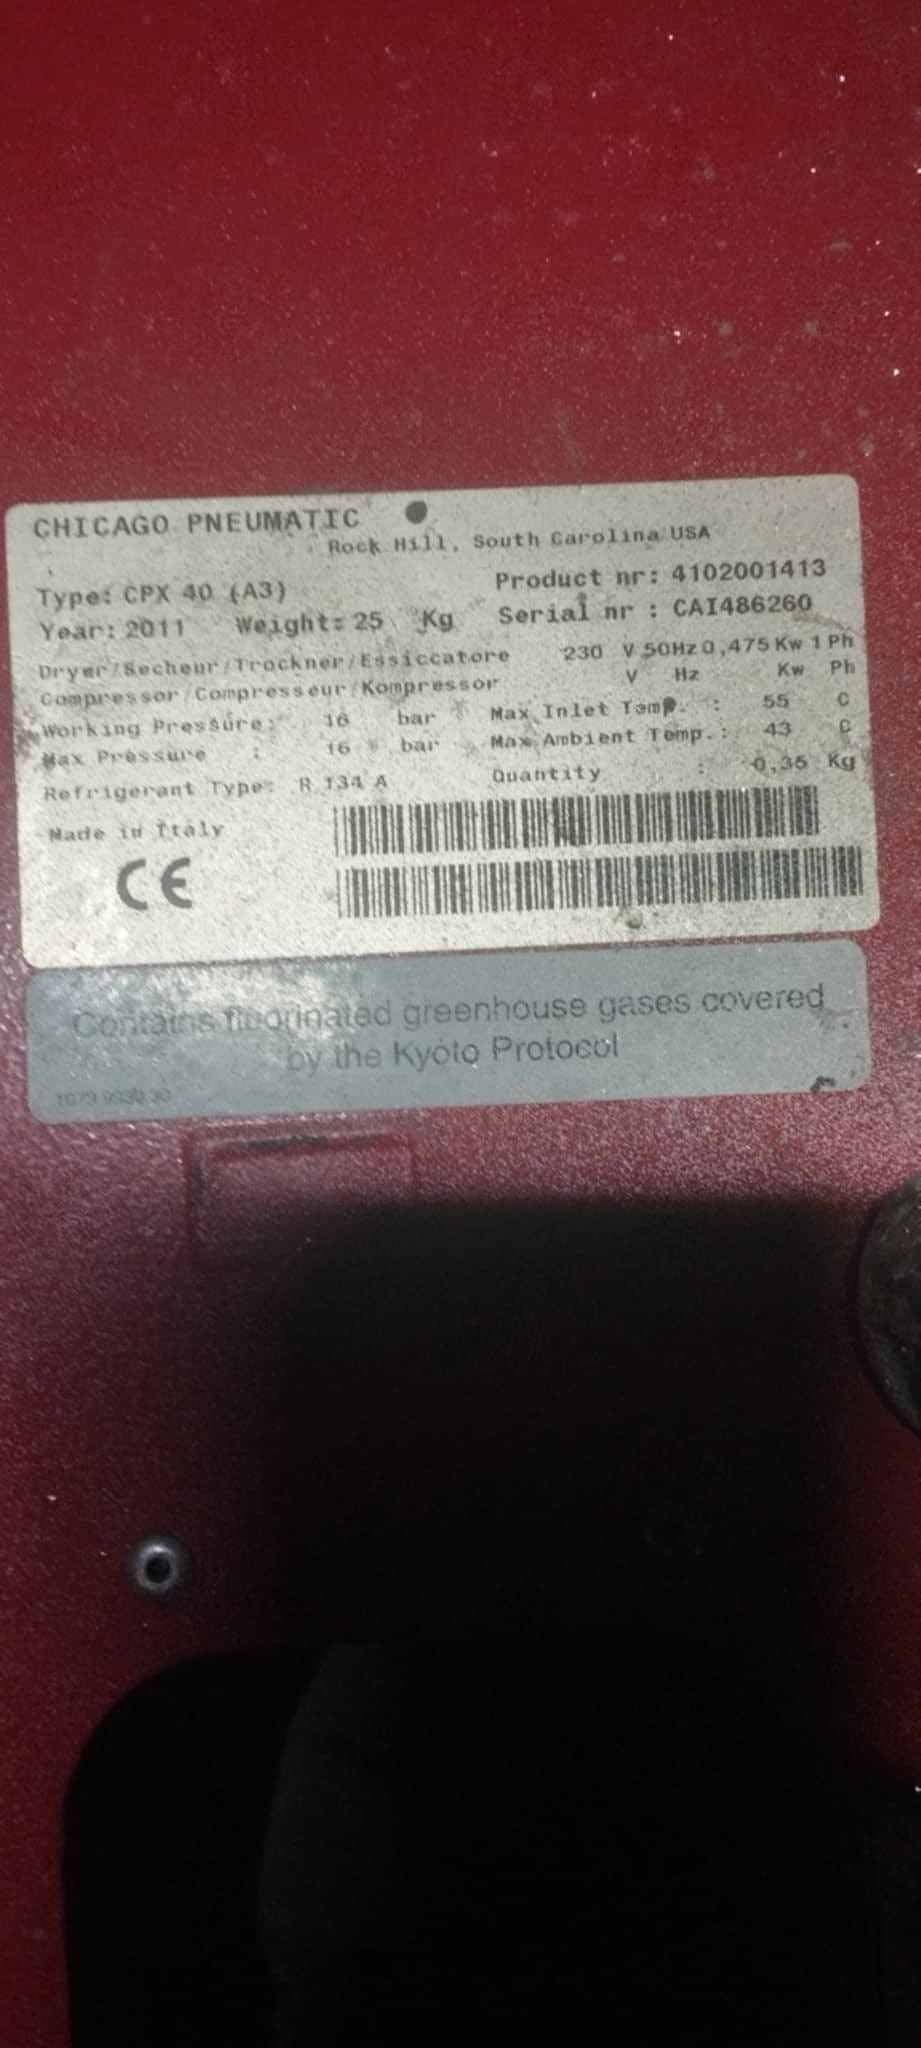 CHICAGO PNEUMATIC
Rock Hill, South Carolina USA
Type: CPX 40 (A3) Product nr: 4102001413
Year: 2011 Weight: 25 Kg Serial nr : CAI486260
Dryer/Secheur/Trockner/Essiccatore 230 V 50Hz 0,475 Kw 1 Ph
Compressor/Compresseur/Kompressor V Hz Kw Ph
Working Pressure: 16 bar Max Inlet Temp. : 55 C
Max Pressure : 16 bar Max Ambient Temp.: 43 C
Refrigerant Type: R 134 A Quantity : 0,35 Kg
Made in Italy
CE
Contains fluorinated greenhouse gases covered
by the Kyoto Protocol
1079